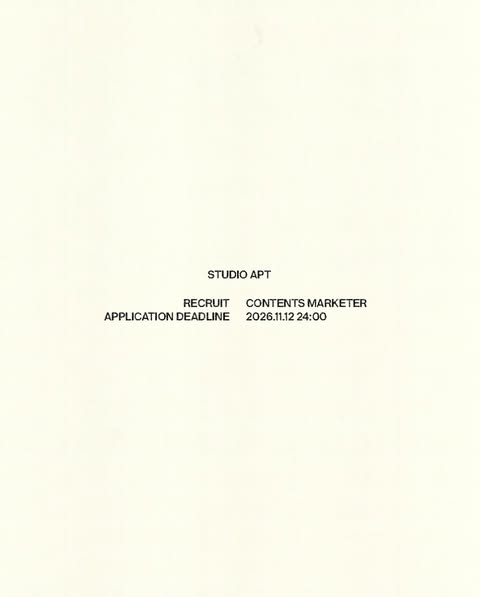 STUDIO APT
RECRUIT CONTENTS MARKETER
APPLICATION DEADLINE 2026.11.12 24:00